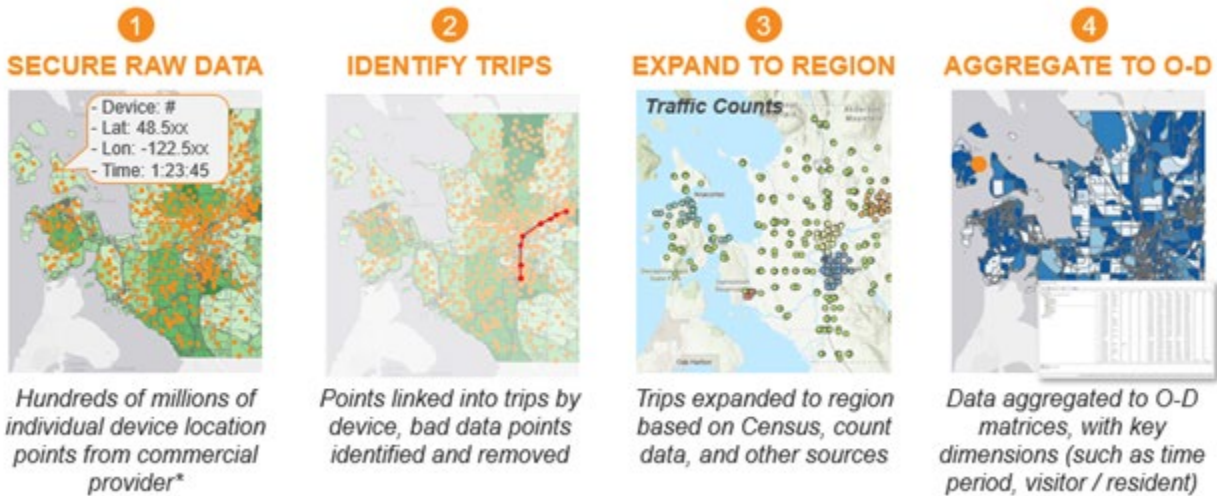 1
SECURE RAW DATA
- Device: #
- Lat: 48.5xx
- Lon: -122.5xx
- Time: 1:23:45
Hundreds of millions of
individual device location
points from commercial
provider*
2
IDENTIFY TRIPS
Points linked into trips by
device, bad data points
identified and removed
3
EXPAND TO REGION
Traffic Counts
Anacortes
Oak Harbor
Trips expanded to region
based on Census, count
data, and other sources
4
AGGREGATE TO O-D
Data aggregated to O-D
matrices, with key
dimensions (such as time
period, visitor / resident)